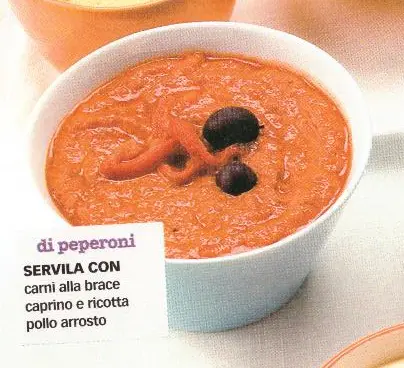 di peperoni
SERVILA CON
carni alla brace
caprino e ricotta
pollo arrosto